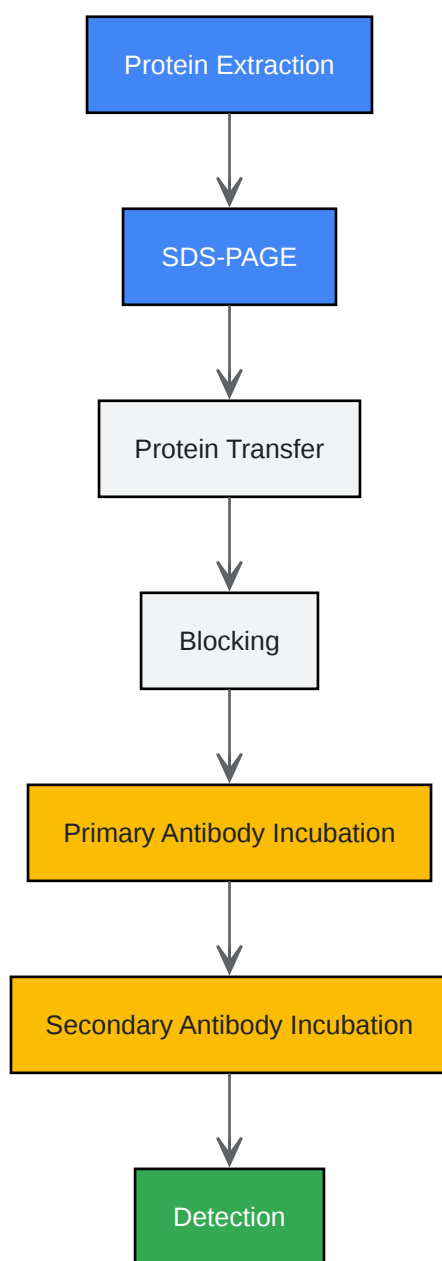 Protein Extraction
SDS-PAGE
Protein Transfer
Blocking
Primary Antibody Incubation
Secondary Antibody Incubation
Detection